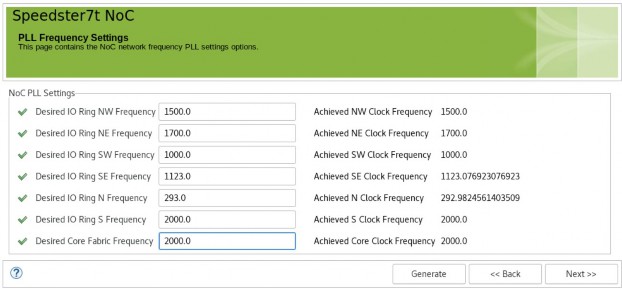 Speedster7t NoC
PLL Frequency Settings
This page contains the NoC network frequency PLL settings options.
NoC PLL Settings
Desired IO Ring NW Frequency 1500.0 Achieved NW Clock Frequency 1500.0
Desired IO Ring NE Frequency 1700.0 Achieved NE Clock Frequency 1700.0
Desired IO Ring SW Frequency 1000.0 Achieved SW Clock Frequency 1000.0
Desired IO Ring SE Frequency 1123.0 Achieved SE Clock Frequency 1123.076923076923
Desired IO Ring N Frequency 293.0 Achieved N Clock Frequency 292.9824561403509
Desired IO Ring S Frequency 2000.0 Achieved S Clock Frequency 2000.0
Desired Core Fabric Frequency 2000.0 Achieved Core Clock Frequency 2000.0
? Generate << Back Next >>